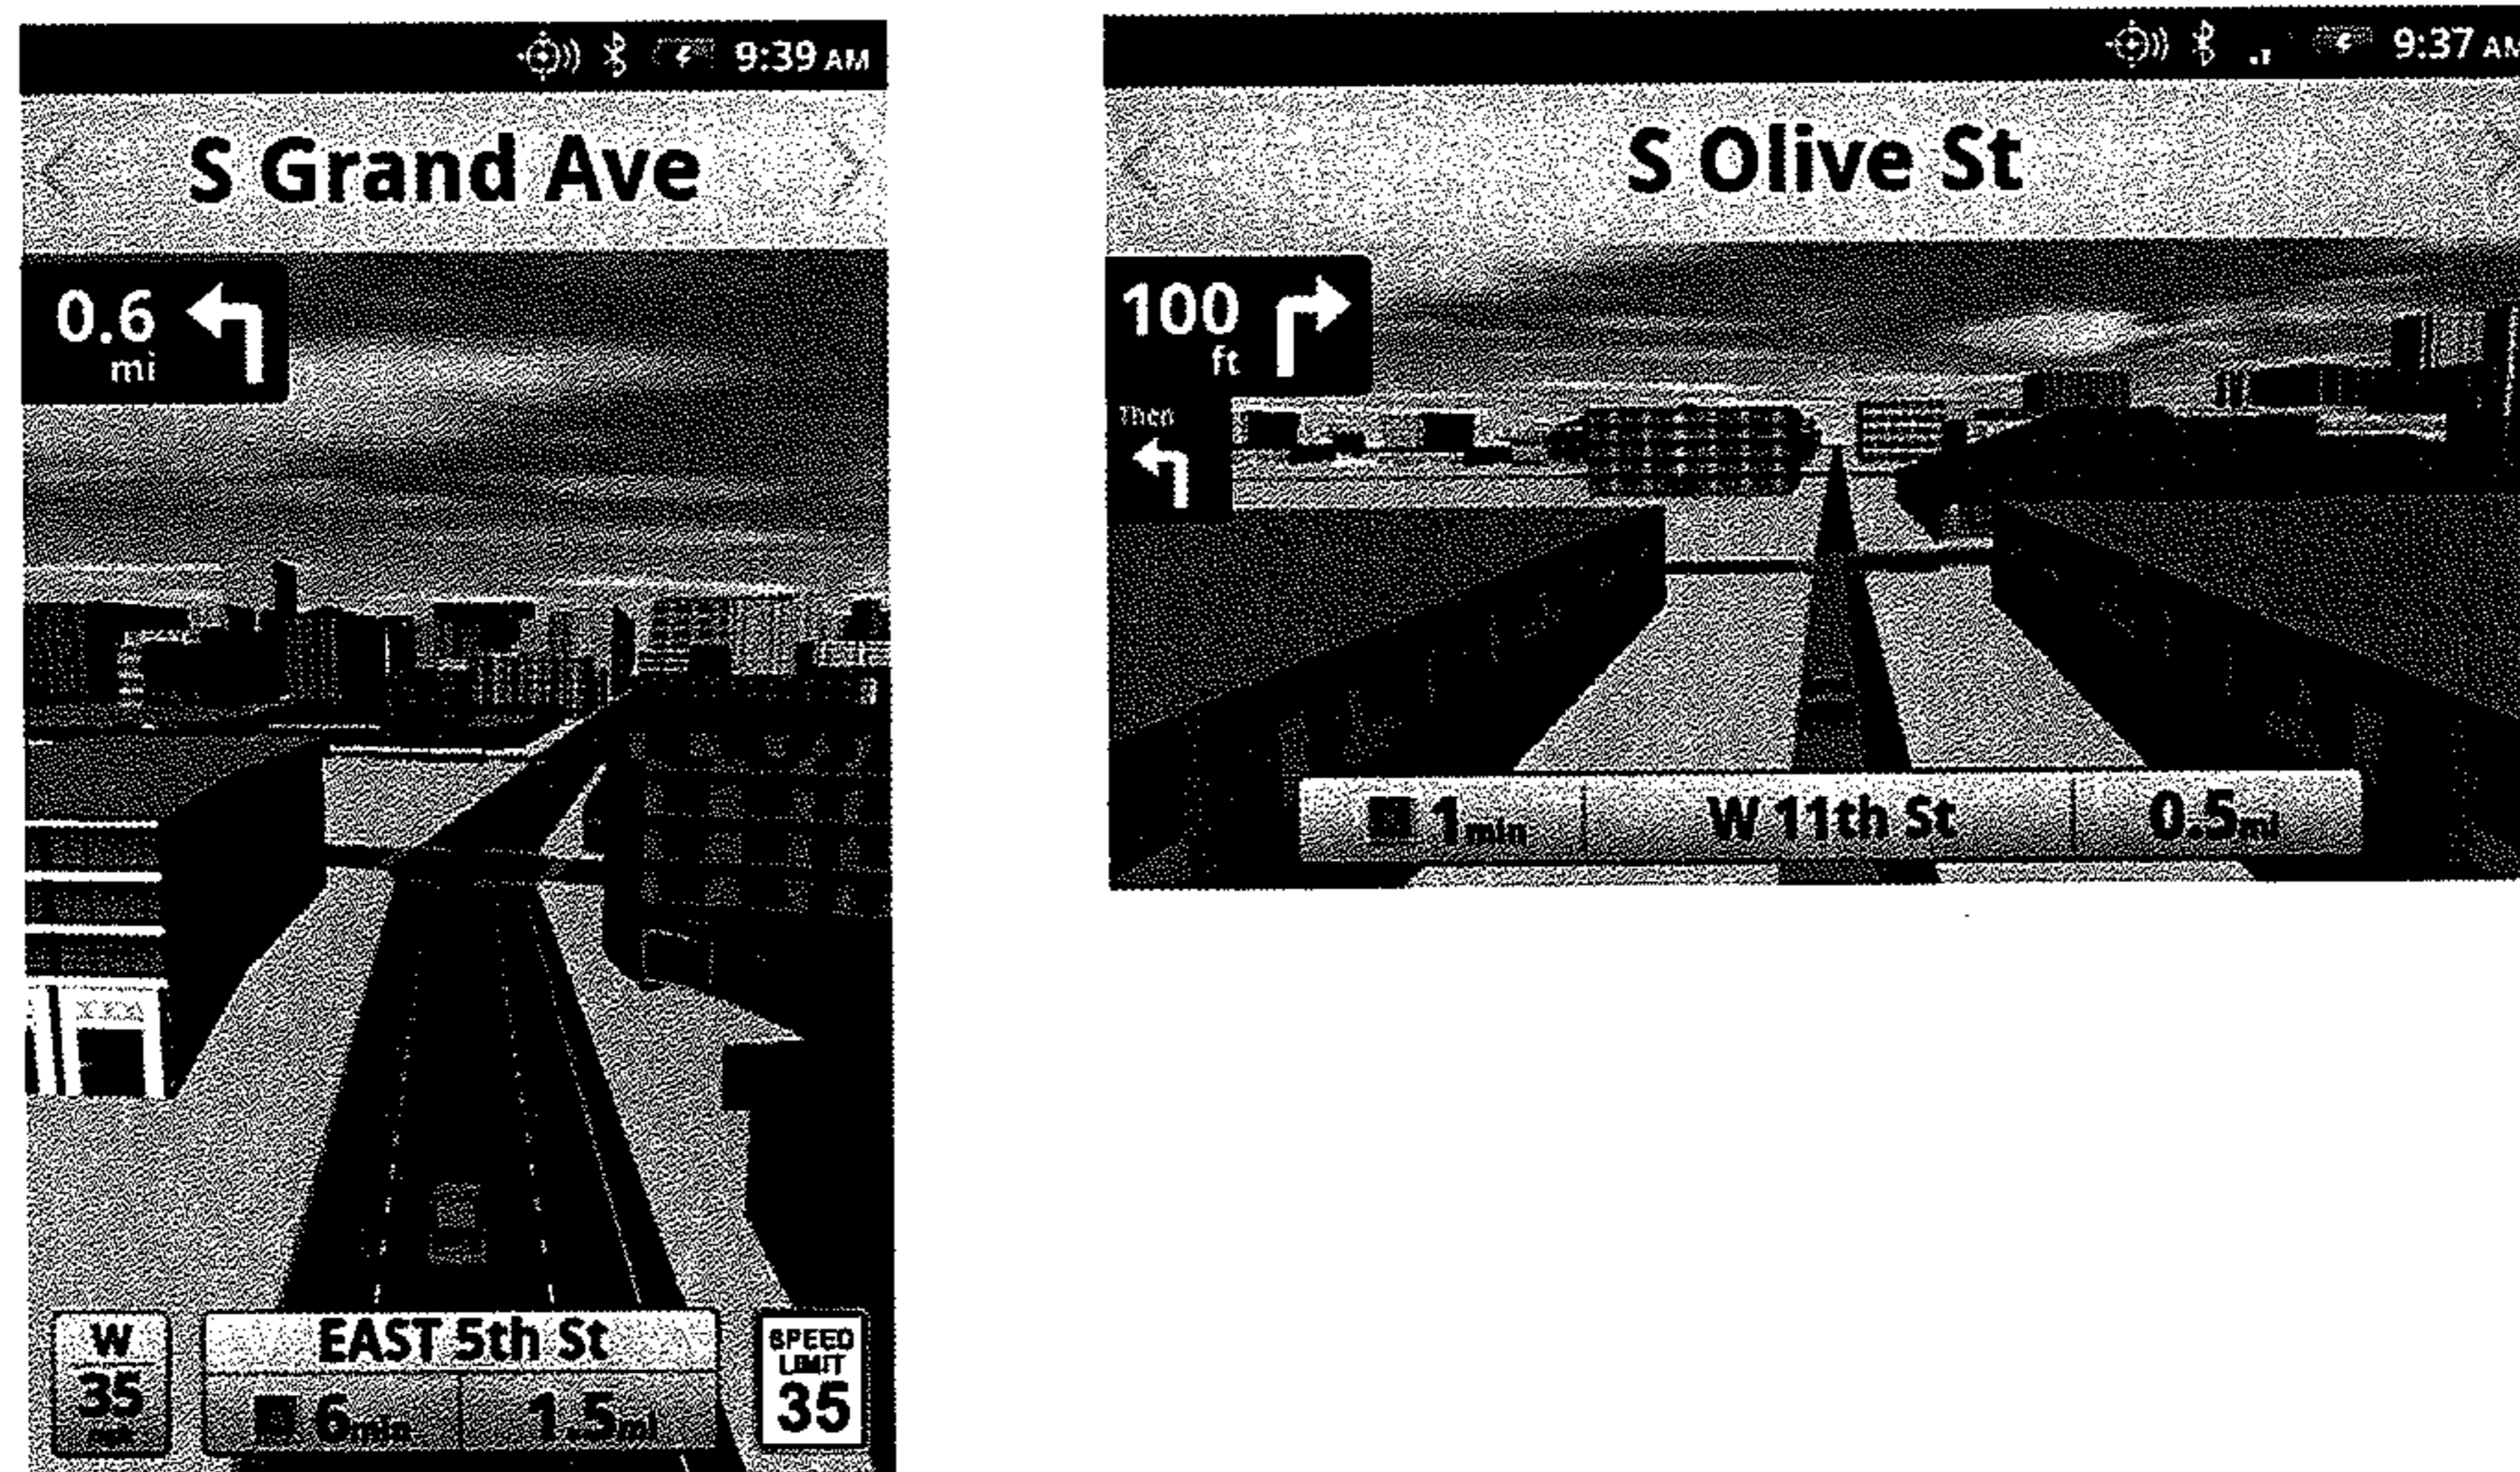 9:39 AM
S Grand Ave
0.6
mi
EAST 5th St
W
35
6min
1.5mi
SPEED
LIMIT
35
9:37 AM
S Olive St
100
ft
Then
1min
W 11th St
0.5mi